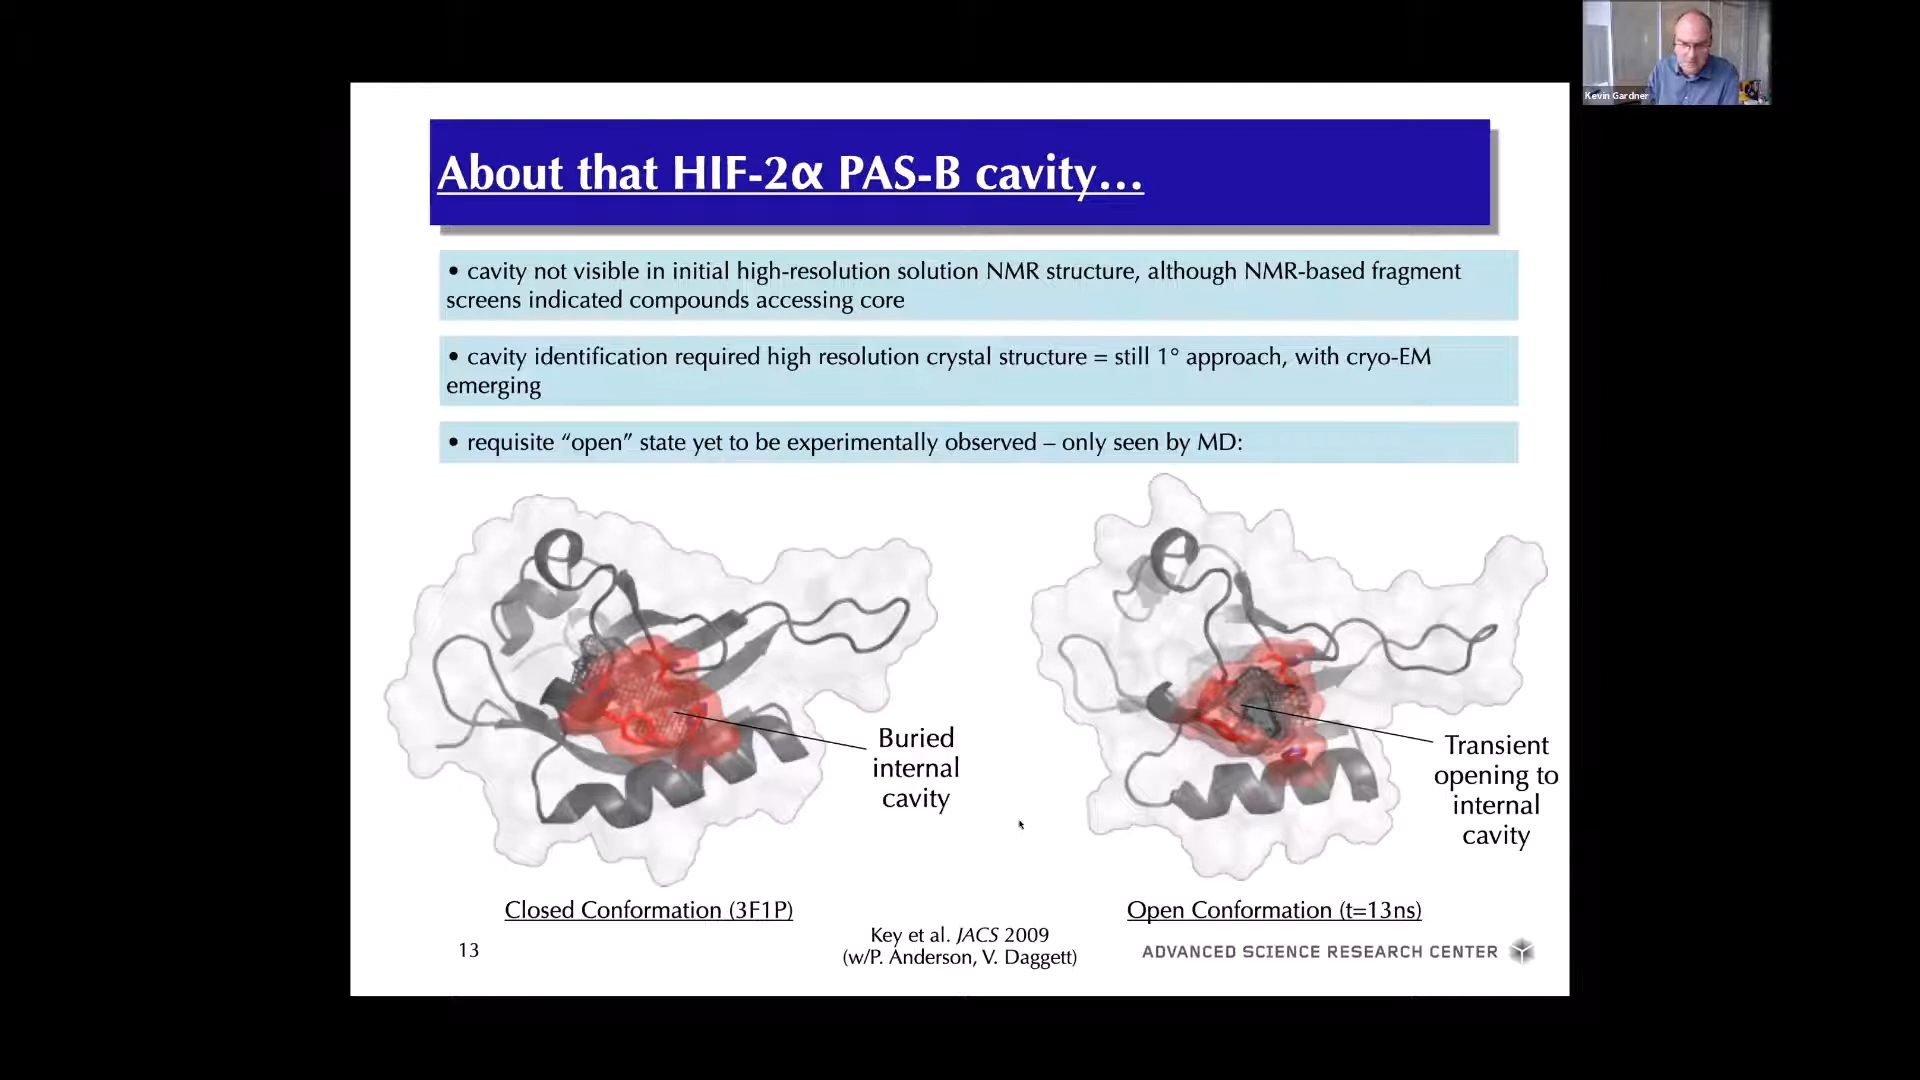 Kevin Gardner
About that HIF-2α PAS-B cavity...
• cavity not visible in initial high-resolution solution NMR structure, although NMR-based fragment
screens indicated compounds accessing core
• cavity identification required high resolution crystal structure = still 1° approach, with cryo-EM
emerging
• requisite “open” state yet to be experimentally observed – only seen by MD:
Buried
internal
cavity
Transient
opening to
internal
cavity
Closed Conformation (3F1P)
Open Conformation (t=13ns)
Key et al. JACS 2009
(w/P. Anderson, V. Daggett)
13
ADVANCED SCIENCE RESEARCH CENTER